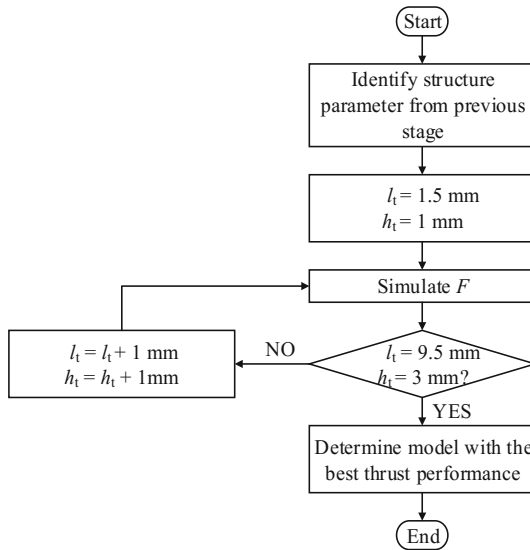 Start
Identify structure
parameter from previous
stage
lt = 1.5 mm
ht = 1 mm
Simulate F
lt = 9.5 mm
ht = 3 mm?
NO
lt = lt + 1 mm
ht = ht + 1mm
YES
Determine model with the
best thrust performance
End